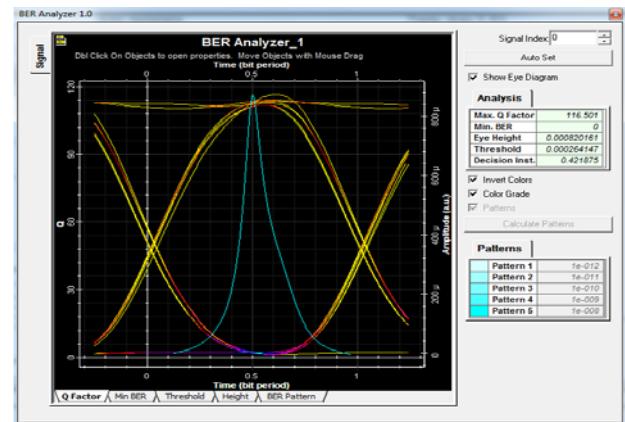 BER Analyzer 1.0
Signal
BER Analyzer_1
Dbl Click On Objects to open properties. Move Objects with Mouse Drag
Time (bit period)
0 0.5 1
120
90
60
30
0
Q
800 µ
600 µ
400 µ
200 µ
0
Amplitude (a.u.)
0 0.5 1
Time (bit period)
Q Factor Min BER Threshold Height BER Pattern
Signal Index: 0
Auto Set
Show Eye Diagram
Analysis
Max. Q Factor 116.501
Min. BER 0
Eye Height 0.000820161
Threshold 0.000264147
Decision Inst. 0.421875
Invert Colors
Color Grade
Patterns
Calculate Patterns
Patterns
Pattern 1 1e-012
Pattern 2 1e-011
Pattern 3 1e-010
Pattern 4 1e-009
Pattern 5 1e-008